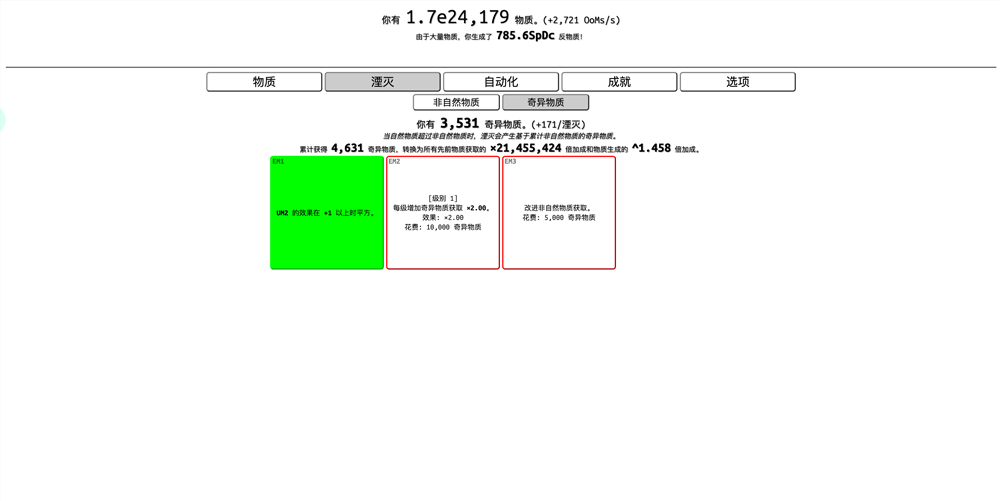 你有 1.7e24,179 物质。(+2,721 OoMs/s)
由于大量物质，你生成了 785.6SpDc 反物质！
物质 湮灭 自动化 成就 选项
非自然物质 奇异物质
你有 3,531 奇异物质。(+171/湮灭)
当自然物质超过非自然物质时，湮灭会产生基于累计非自然物质的奇异物质。
累计获得 4,631 奇异物质，转换为所有先前物质获取的 ×21,455,424 倍加成和物质生成的 ^1.458 倍加成。
EM1
UM2 的效果在 +1 以上时平方。
EM2
[级别 1]
每级增加奇异物质获取 ×2.00。
效果: ×2.00
花费: 10,000 奇异物质
EM3
改进非自然物质获取。
花费: 5,000 奇异物质